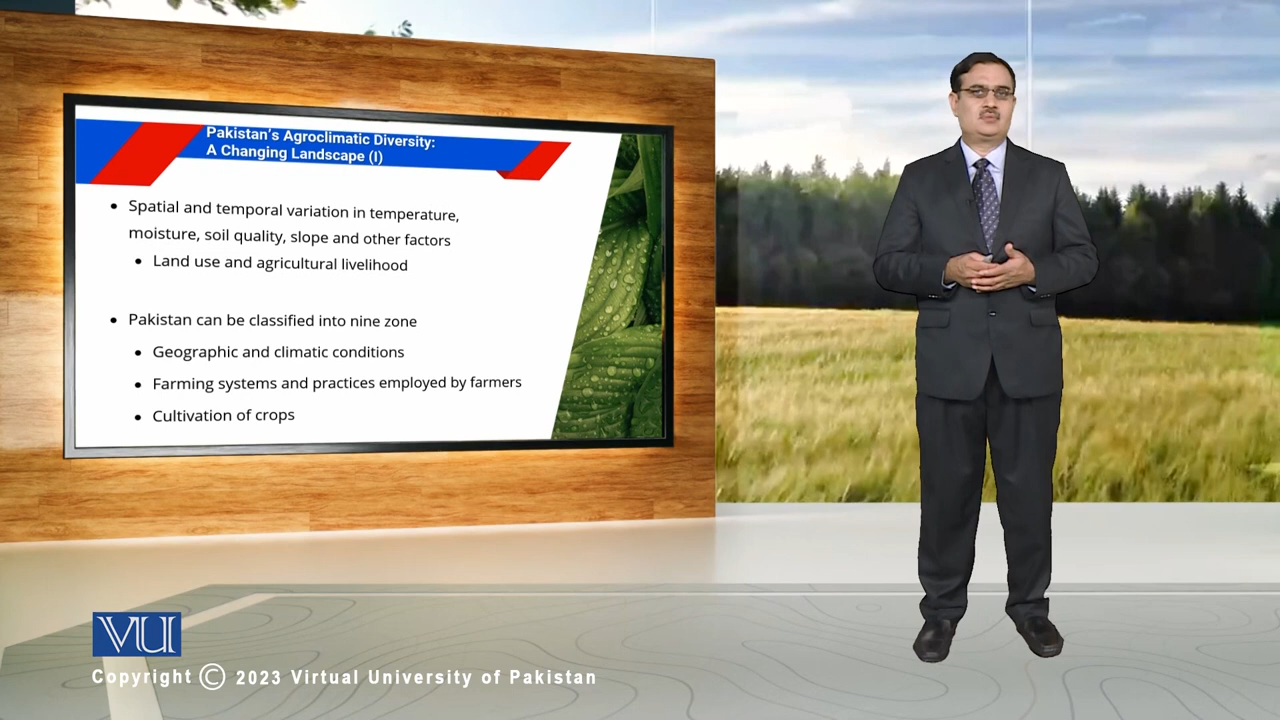 Pakistan's Agroclimatic Diversity:
A Changing Landscape (I)
• Spatial and temporal variation in temperature,
moisture, soil quality, slope and other factors
• Land use and agricultural livelihood
• Pakistan can be classified into nine zone
• Geographic and climatic conditions
• Farming systems and practices employed by farmers
• Cultivation of crops
VU
Copyright © 2023 Virtual University of Pakistan